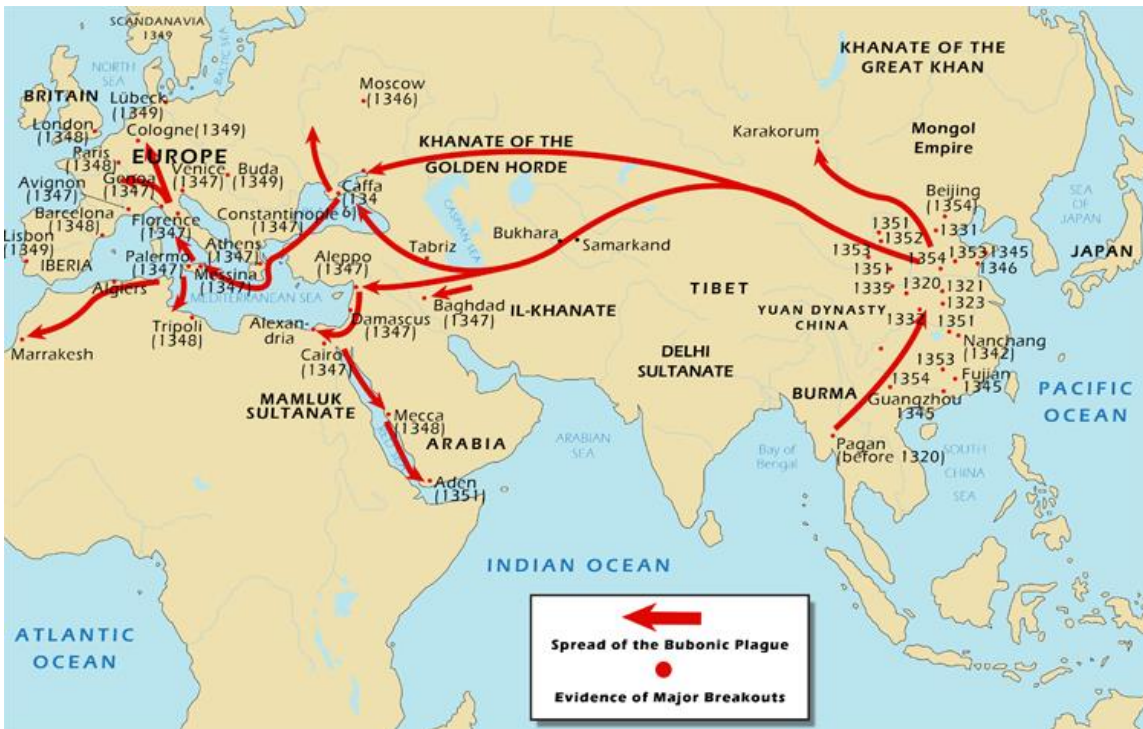 SCANDANAVIA
1349
NORTH
SEA
BALTIC SEA
BRITAIN
Lübeck
(1349)
London
(1348)
Cologne(1349)
Moscow
(1346)
Paris
(1348)
EUROPE
Genoa
(1347)
Venice
(1347)
Buda
(1349)
Avignon
(1347)
Barcelona
(1348)
Florence
(1347)
Constantinople
(1347)
Caffa
(134
6)
Lisbon
(1349)
IBERIA
Palermo
(1347)
Athens
(1347)
Messina
(1347)
Algiers
MEDITERRANEAN SEA
Tripoli
(1348)
Marrakesh
Aleppo
(1347)
Damascus
(1347)
Alexan-
dria
Cairo
(1347)
MAMLUK
SULTANATE
Mecca
(1348)
ARABIA
Aden
(1351)
KHANATE OF THE
GOLDEN HORDE
CASPIAN SEA
Tabriz
Bukhara
Samarkand
Baghdad
(1347)
IL-KHANATE
TIBET
DELHI
SULTANATE
ARABIAN
SEA
Bay of
Bengal
KHANATE OF THE
GREAT KHAN
Karakorum
Mongol
Empire
Beijing
(1354)
1331
1351
1352
1353
1354
1353
1345
1346
1351
1335
1320
1321
1323
YUAN DYNASTY
CHINA
1332
1351
Nanchang
(1342)
1353
1354
Fujian
1345
Guangzhou
1345
BURMA
Pagan
(before 1320)
SOUTH
CHINA
SEA
SEA
OF
JAPAN
JAPAN
PACIFIC
OCEAN
INDIAN OCEAN
ATLANTIC
OCEAN
Spread of the Bubonic Plague
Evidence of Major Breakouts